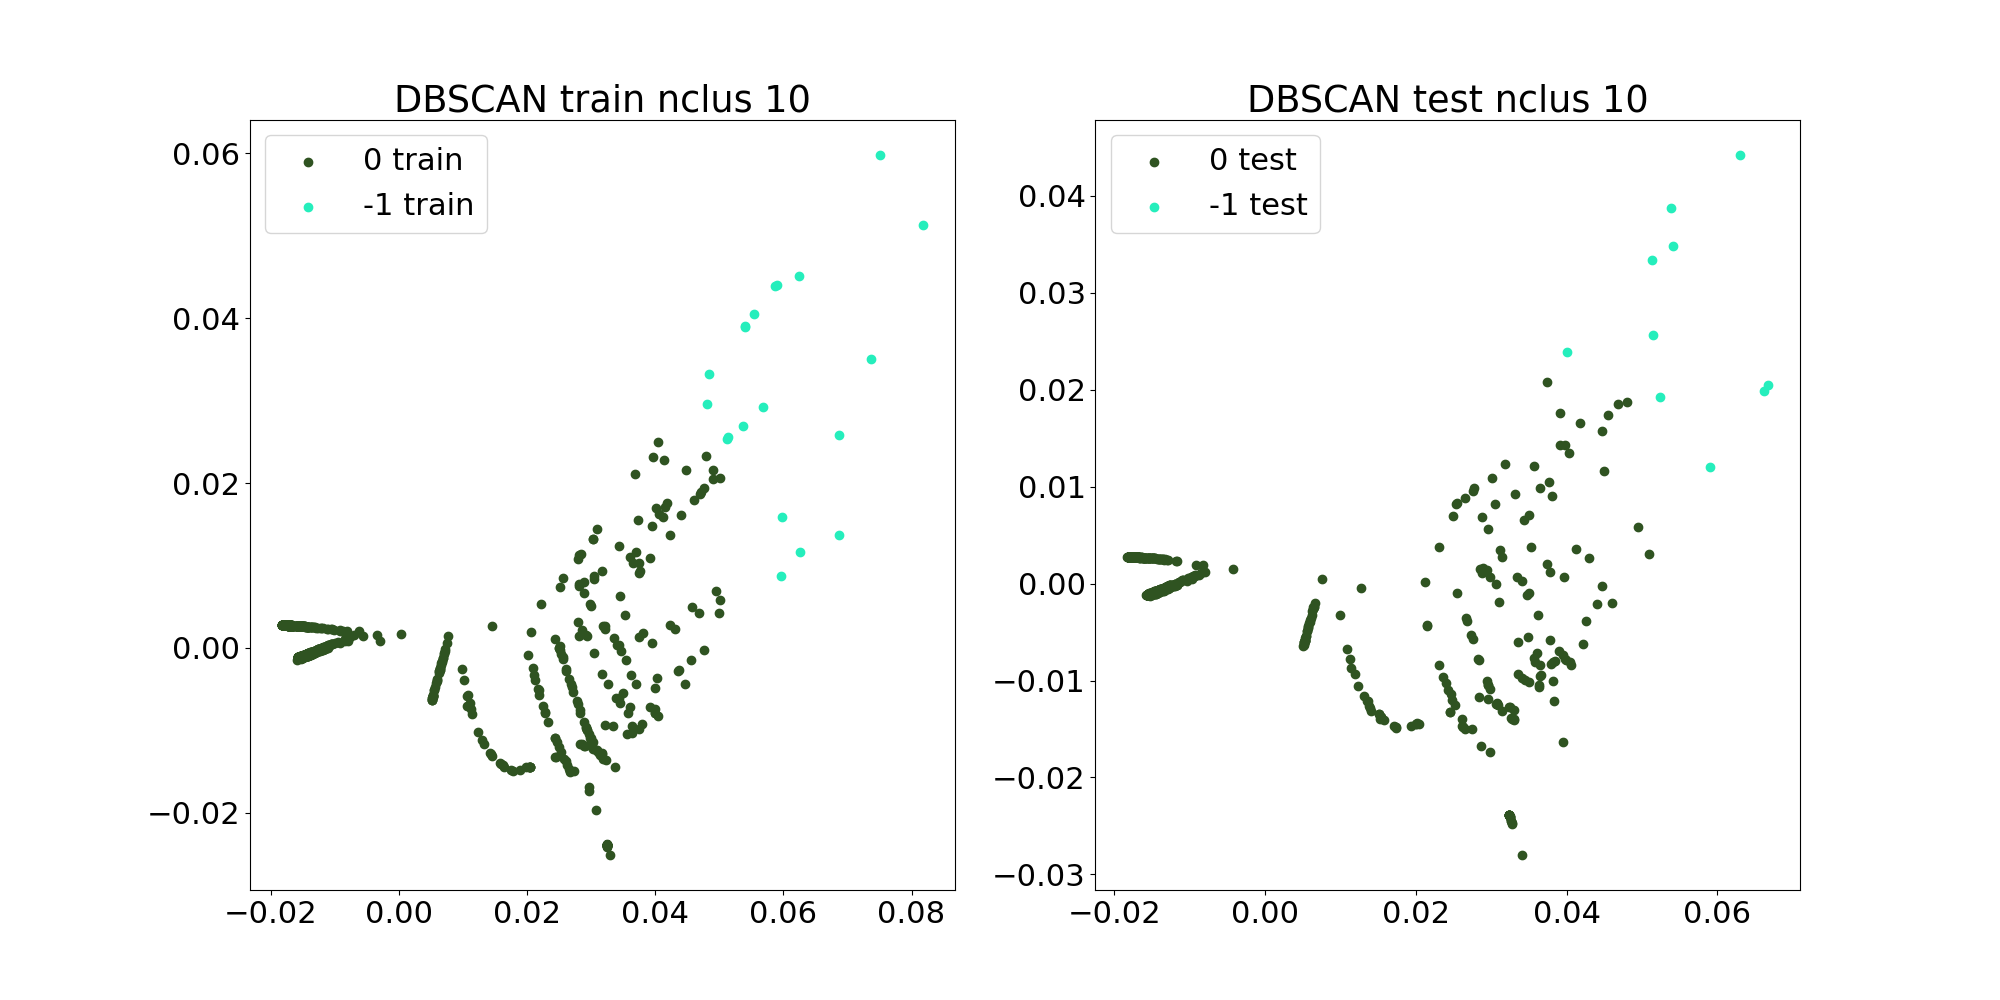 DBSCAN train nclus 10
0 train
-1 train
0.06
0.04
0.02
0.00
−0.02
−0.02 0.00 0.02 0.04 0.06 0.08
DBSCAN test nclus 10
0 test
-1 test
0.04
0.03
0.02
0.01
0.00
−0.01
−0.02
−0.03
−0.02 0.00 0.02 0.04 0.06